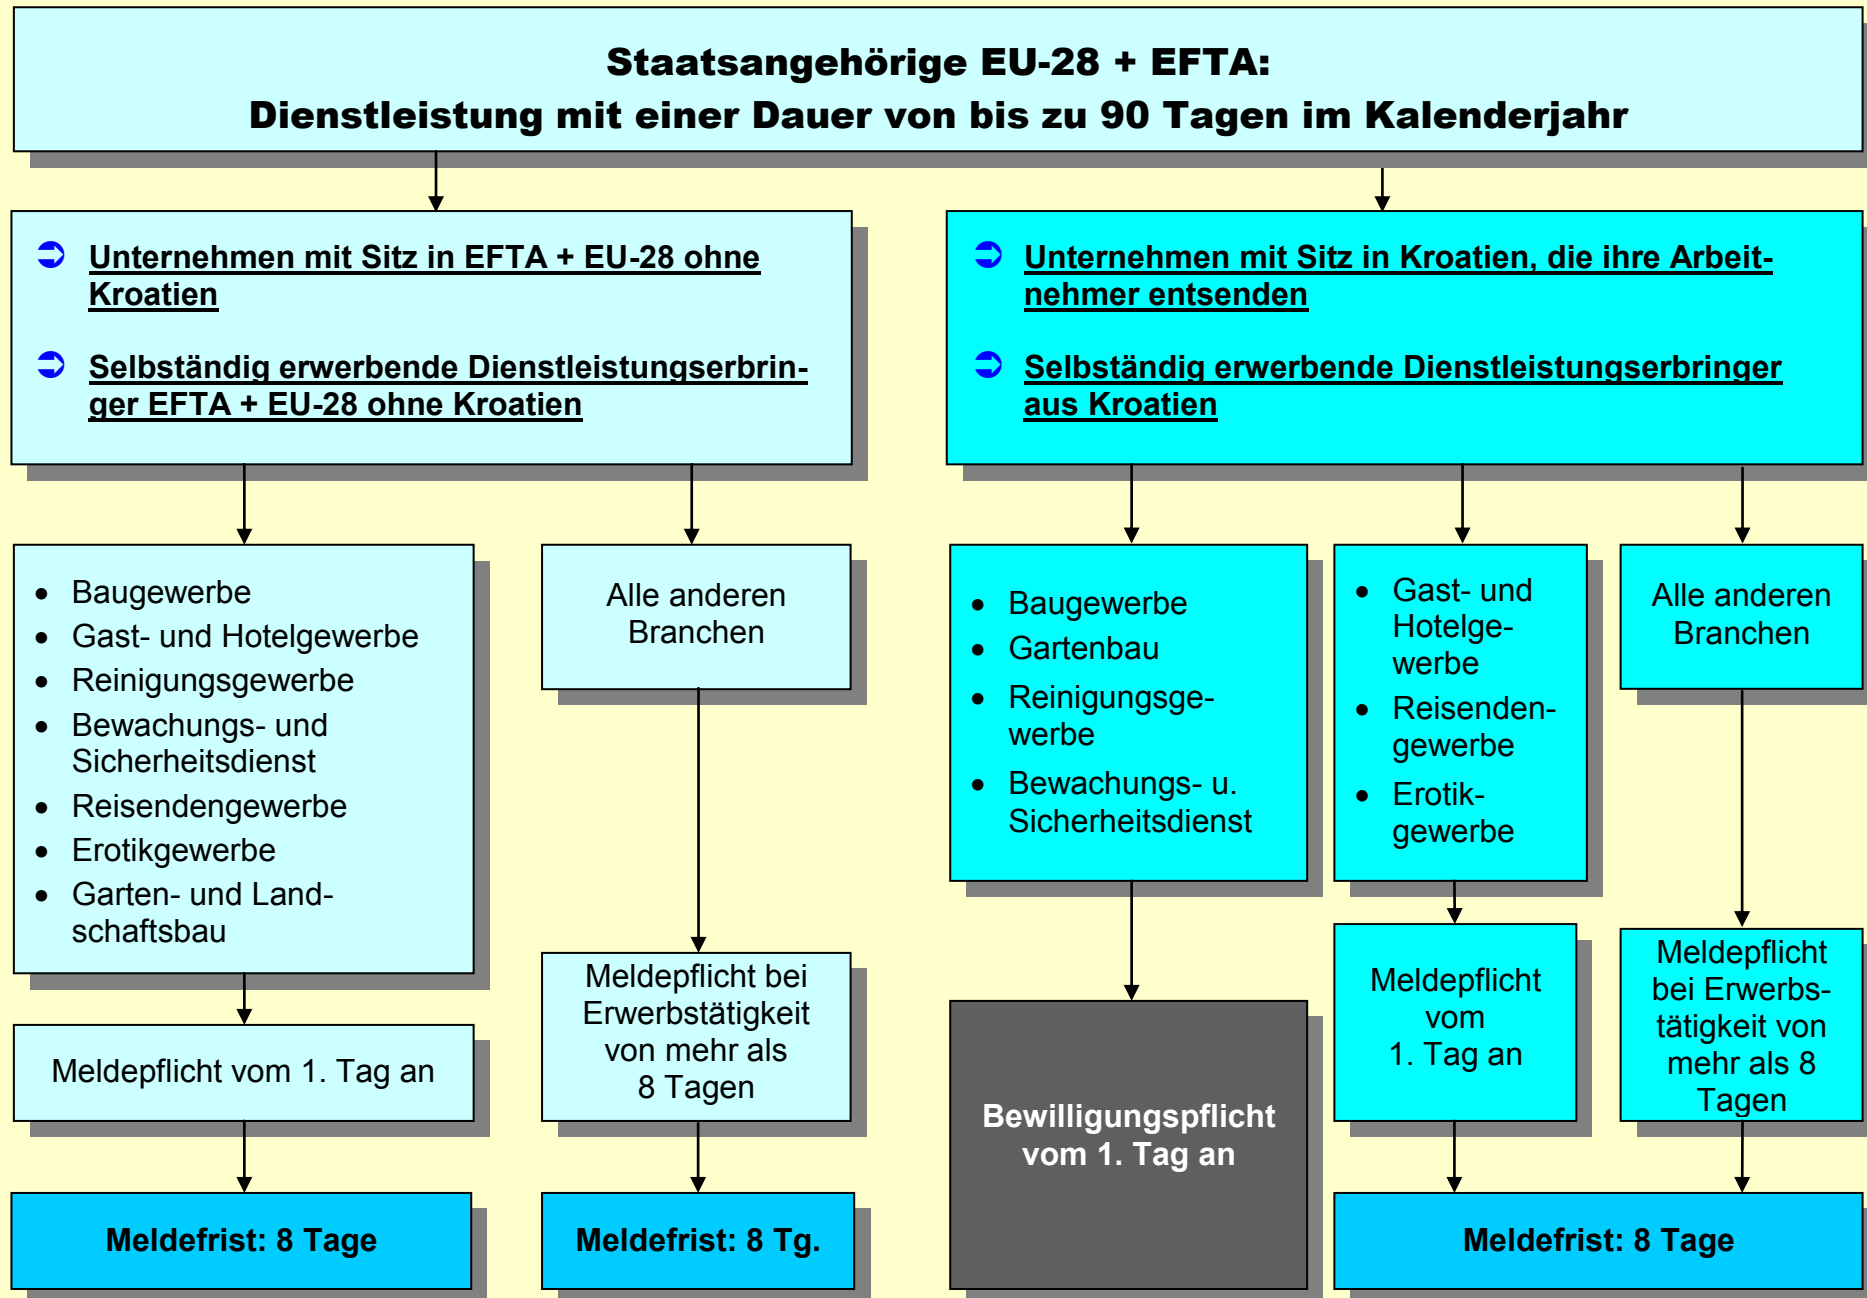 Staatsangehörige EU-28 + EFTA:
Dienstleistung mit einer Dauer von bis zu 90 Tagen im Kalenderjahr
Unternehmen mit Sitz in EFTA + EU-28 ohne
Kroatien
Selbständig erwerbende Dienstleistungserbrin-
ger EFTA + EU-28 ohne Kroatien
Unternehmen mit Sitz in Kroatien, die ihre Arbeit-
nehmer entsenden
Selbständig erwerbende Dienstleistungserbringer
aus Kroatien
• Baugewerbe
• Gast- und Hotelgewerbe
• Reinigungsgewerbe
• Bewachungs- und
Sicherheitsdienst
• Reisendengewerbe
• Erotikgewerbe
• Garten- und Land-
schaftsbau
Alle anderen
Branchen
• Baugewerbe
• Gartenbau
• Reinigungsge-
werbe
• Bewachungs- u.
Sicherheitsdienst
• Gast- und
Hotelge-
werbe
• Reisenden-
gewerbe
• Erotik-
gewerbe
Alle anderen
Branchen
Meldepflicht vom 1. Tag an
Meldepflicht bei
Erwerbstätigkeit
von mehr als
8 Tagen
Bewilligungspflicht
vom 1. Tag an
Meldepflicht
vom
1. Tag an
Meldepflicht
bei Erwerbs-
tätigkeit von
mehr als 8
Tagen
Meldefrist: 8 Tage
Meldefrist: 8 Tg.
Meldefrist: 8 Tage